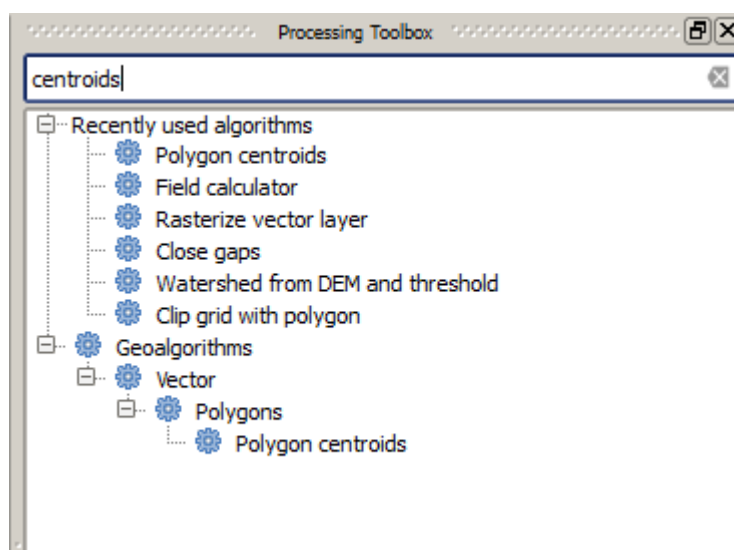 Processing Toolbox
centroids
Recently used algorithms
Polygon centroids
Field calculator
Rasterize vector layer
Close gaps
Watershed from DEM and threshold
Clip grid with polygon
Geoalgorithms
Vector
Polygons
Polygon centroids